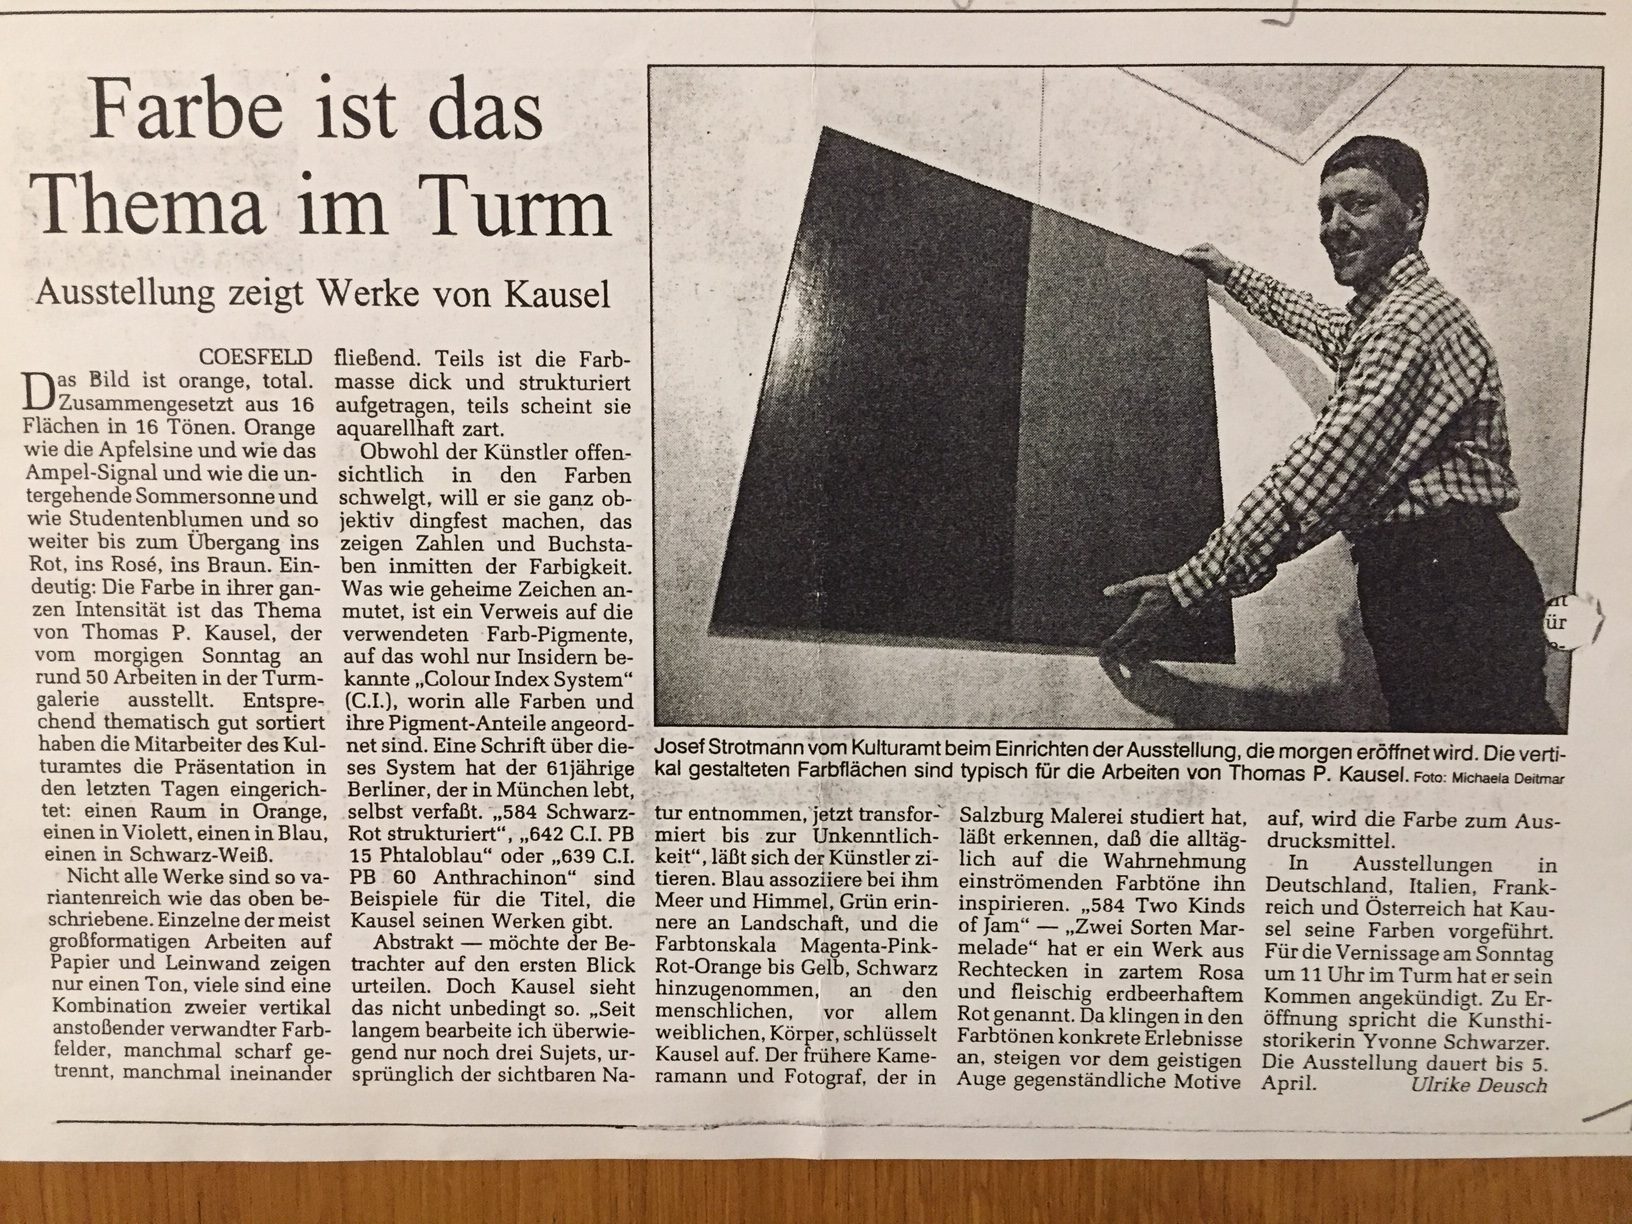 Farbe ist das
Thema im Turm
Ausstellung zeigt Werke von Kausel
COESFELD
Das Bild ist orange, total.
Zusammengesetzt aus 16
Flächen in 16 Tönen. Orange
wie die Apfelsine und wie das
Ampel-Signal und wie die un-
tergehende Sommersonne und
wie Studentenblumen und so
weiter bis zum Übergang ins
Rot, ins Rosé, ins Braun. Ein-
deutig: Die Farbe in ihrer gan-
zen Intensität ist das Thema
von Thomas P. Kausel, der
vom morgigen Sonntag an
rund 50 Arbeiten in der Turm-
galerie ausstellt. Entspre-
chend thematisch gut sortiert
haben die Mitarbeiter des Kul-
turamtes die Präsentation in
den letzten Tagen eingerich-
tet: einen Raum in Orange,
einen in Violett, einen in Blau,
einen in Schwarz-Weiß.
Nicht alle Werke sind so va-
riantenreich wie das oben be-
schriebene. Einzelne der meist
großformatigen Arbeiten auf
Papier und Leinwand zeigen
nur einen Ton, viele sind eine
Kombination zweier vertikal
anstoßender verwandter Farb-
felder, manchmal scharf ge-
trennt, manchmal ineinander
fließend. Teils ist die Farb-
masse dick und strukturiert
aufgetragen, teils scheint sie
aquarellhaft zart.
Obwohl der Künstler offen-
sichtlich in den Farben
schwelgt, will er sie ganz ob-
jektiv dingfest machen, das
zeigen Zahlen und Buchsta-
ben inmitten der Farbigkeit.
Was wie geheime Zeichen an-
mutet, ist ein Verweis auf die
verwendeten Farb-Pigmente,
auf das wohl nur Insidern be-
kannte „Colour Index System“
(C.I.), worin alle Farben und
ihre Pigment-Anteile angeord-
net sind. Eine Schrift über die-
ses System hat der 61jährige
Berliner, der in München lebt,
selbst verfaßt. „584 Schwarz-
Rot strukturiert“, „642 C.I. PB
15 Phtaloblau“ oder „639 C.I.
PB 60 Anthrachinon“ sind
Beispiele für die Titel, die
Kausel seinen Werken gibt.
Abstrakt — möchte der Be-
trachter auf den ersten Blick
urteilen. Doch Kausel sieht
das nicht unbedingt so. „Seit
langem bearbeite ich überwie-
gend nur noch drei Sujets, ur-
sprünglich der sichtbaren Na-
ür
Josef Strotmann vom Kulturamt beim Einrichten der Ausstellung, die morgen eröffnet wird. Die verti-
kal gestalteten Farbflächen sind typisch für die Arbeiten von Thomas P. Kausel. Foto: Michaela Deitmar
tur entnommen, jetzt transfor-
miert bis zur Unkenntlich-
keit“, läßt sich der Künstler zi-
tieren. Blau assoziiere bei ihm
Meer und Himmel, Grün erin-
nere an Landschaft, und die
Farbtonskala Magenta-Pink-
Rot-Orange bis Gelb, Schwarz
hinzugenommen, an den
menschlichen, vor allem
weiblichen, Körper, schlüsselt
Kausel auf. Der frühere Kame-
ramann und Fotograf, der in
Salzburg Malerei studiert hat,
läßt erkennen, daß die alltäg-
lich auf die Wahrnehmung
einströmenden Farbtöne ihn
inspirieren. „584 Two Kinds
of Jam“ — „Zwei Sorten Mar-
melade“ hat er ein Werk aus
Rechtecken in zartem Rosa
und fleischig erdbeerhaftem
Rot genannt. Da klingen in den
Farbtönen konkrete Erlebnisse
an, steigen vor dem geistigen
Auge gegenständliche Motive
auf, wird die Farbe zum Aus-
drucksmittel.
In Ausstellungen in
Deutschland, Italien, Frank-
reich und Österreich hat Kau-
sel seine Farben vorgeführt.
Für die Vernissage am Sonntag
um 11 Uhr im Turm hat er sein
Kommen angekündigt. Zu Er-
öffnung spricht die Kunsthi-
storikerin Yvonne Schwarzer.
Die Ausstellung dauert bis 5.
April. Ulrike Deusch